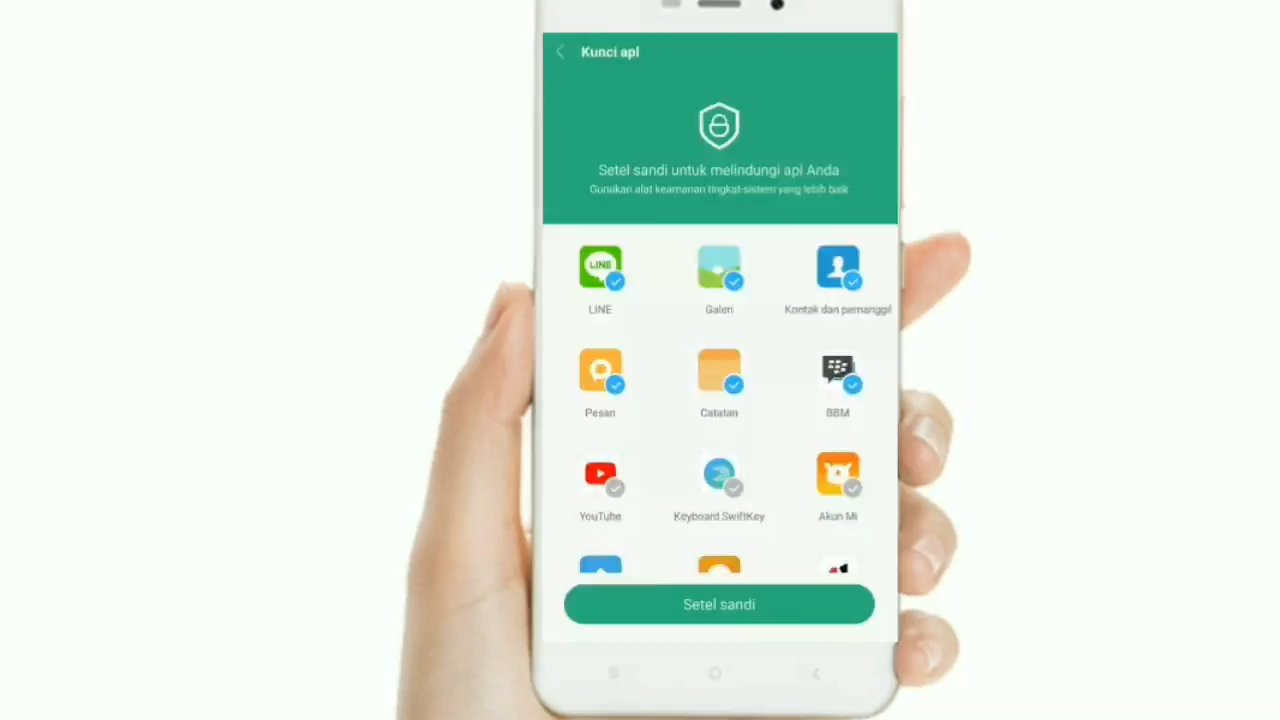 Kunci apl
Setel sandi untuk melindungi apl Anda
Gunakan alat keamanan tingkat-sistem yang lebih baik
LINE
LINE Galeri Kontak dan pemanggil
Pesan Catatan BBM
YouTube Keyboard SwiftKey Akun Mi
Setel sandi